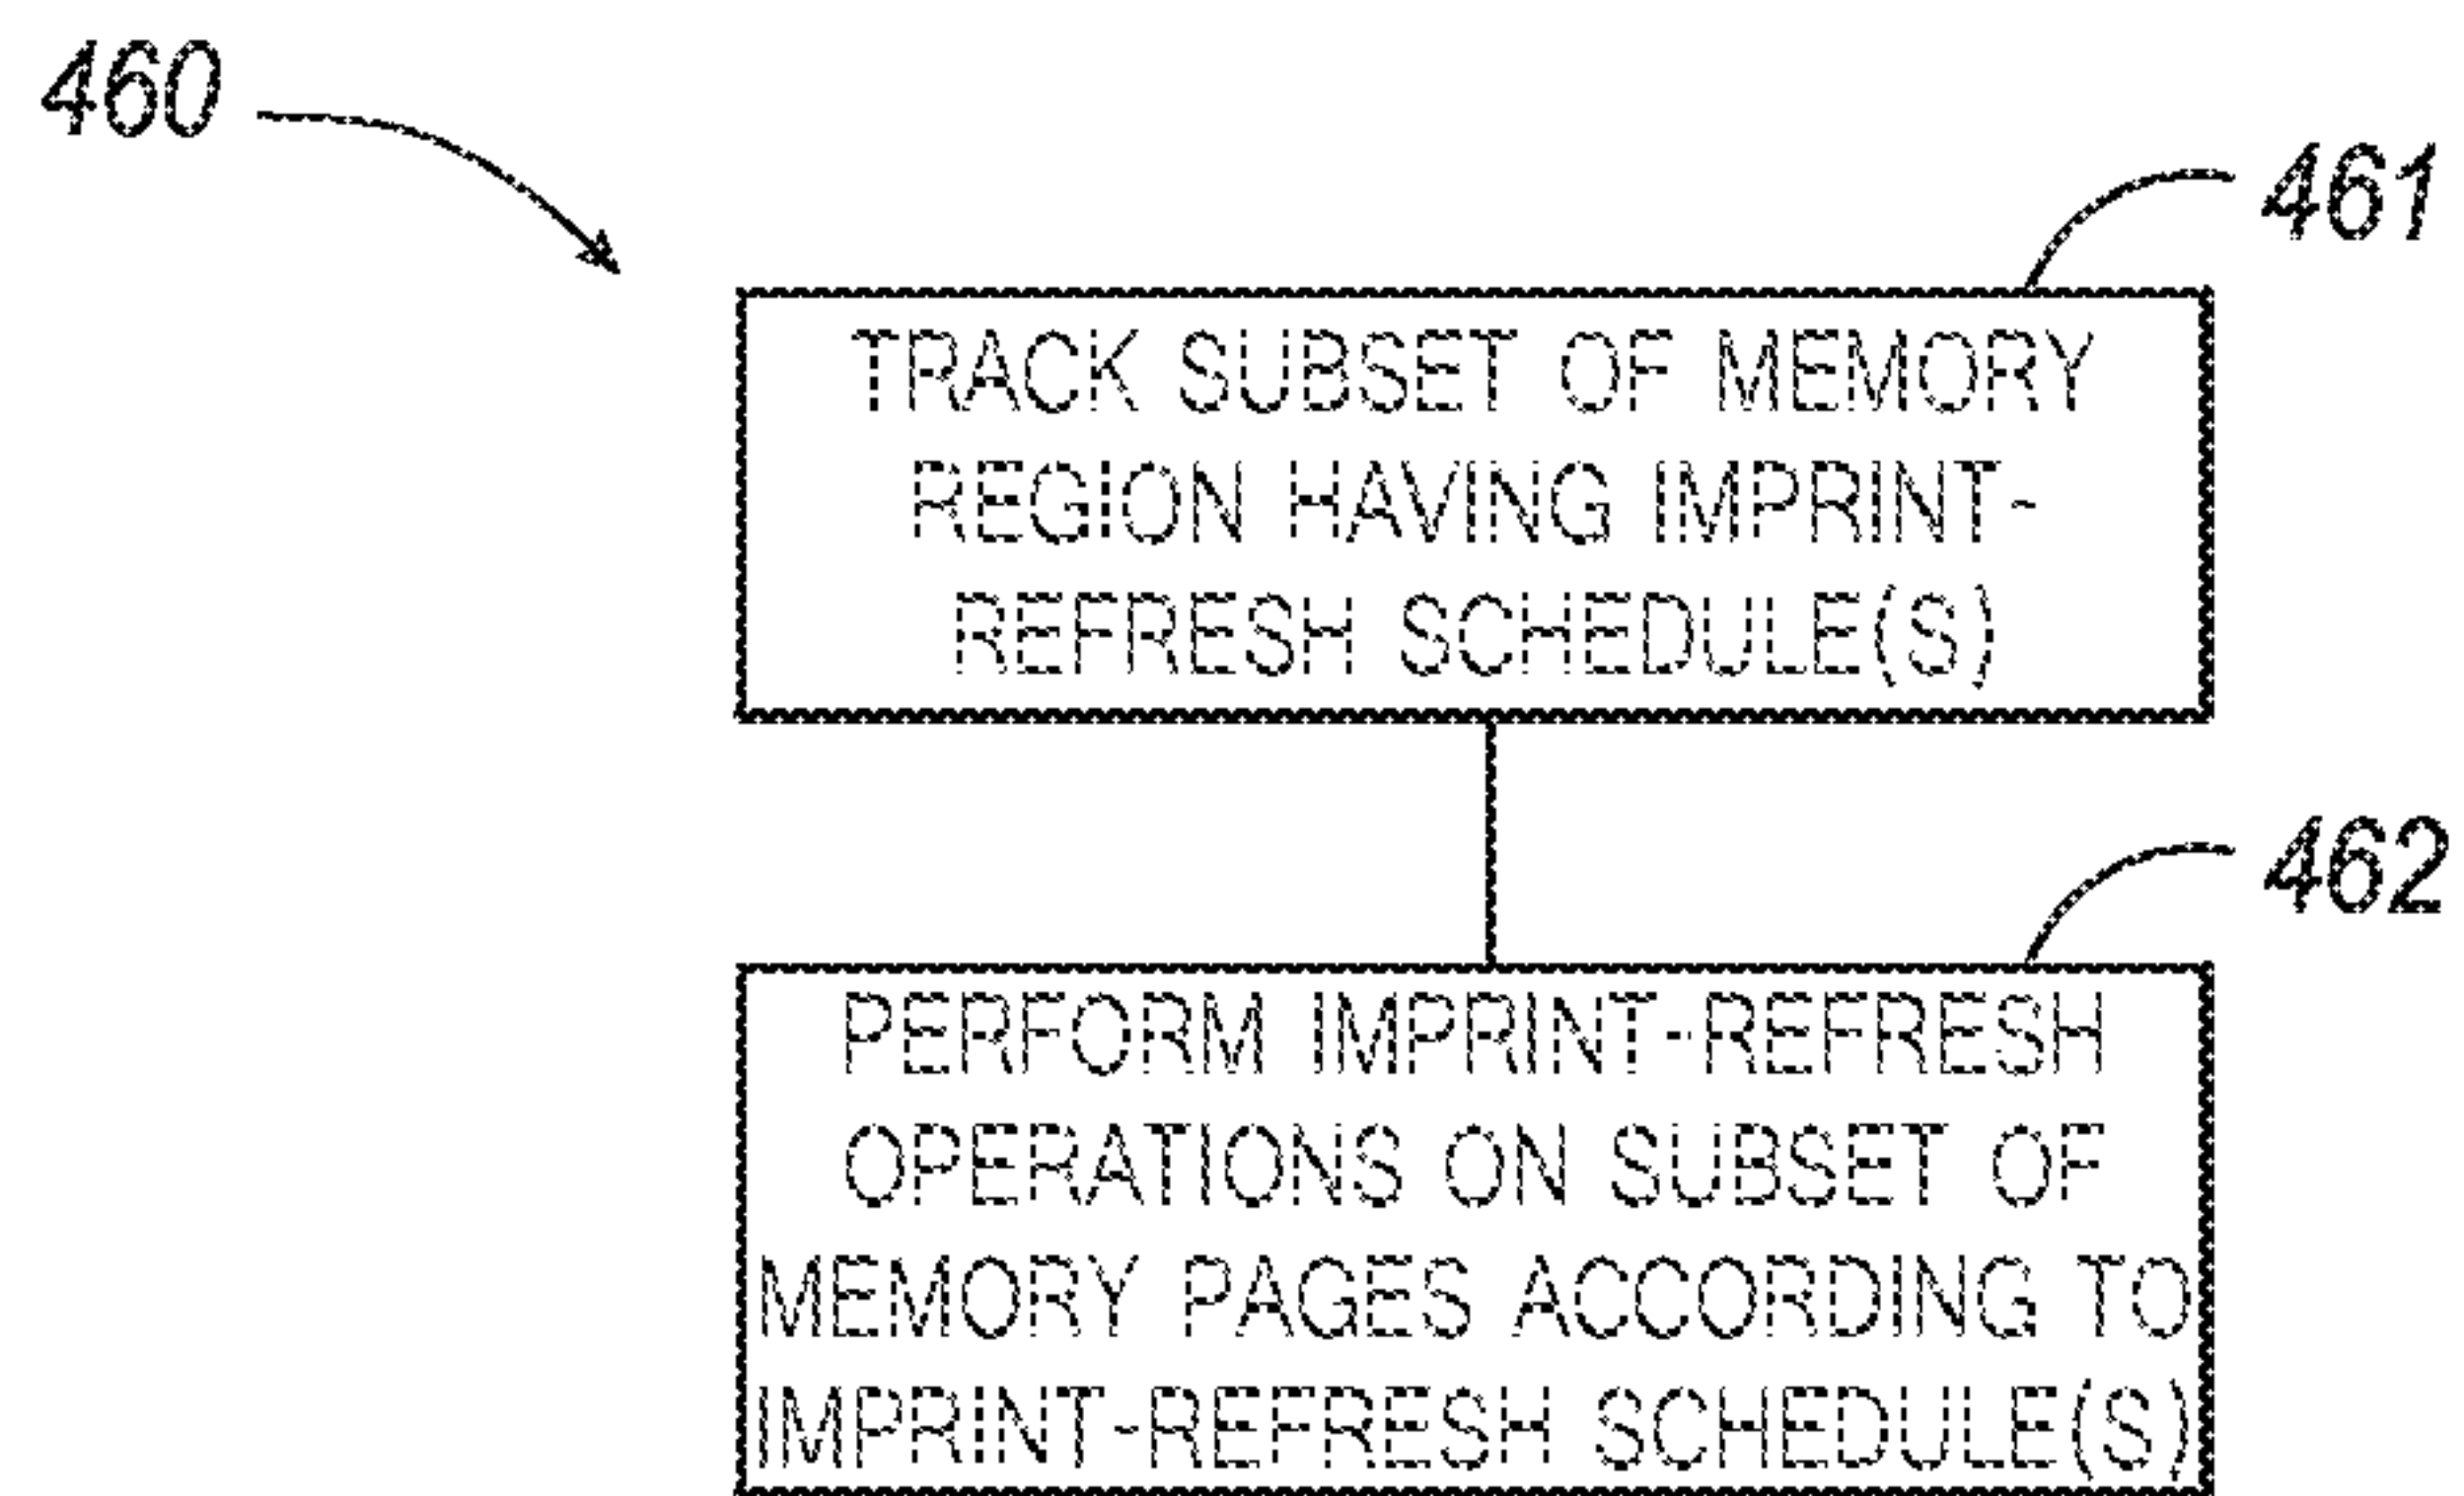 460
461
TRACK SUBSET OF MEMORY
REGION HAVING IMPRINT-
REFRESH SCHEDULE(S)
462
PERFORM IMPRINT-REFRESH
OPERATIONS ON SUBSET OF
MEMORY PAGES ACCORDING TO
IMPRINT-REFRESH SCHEDULE(S)